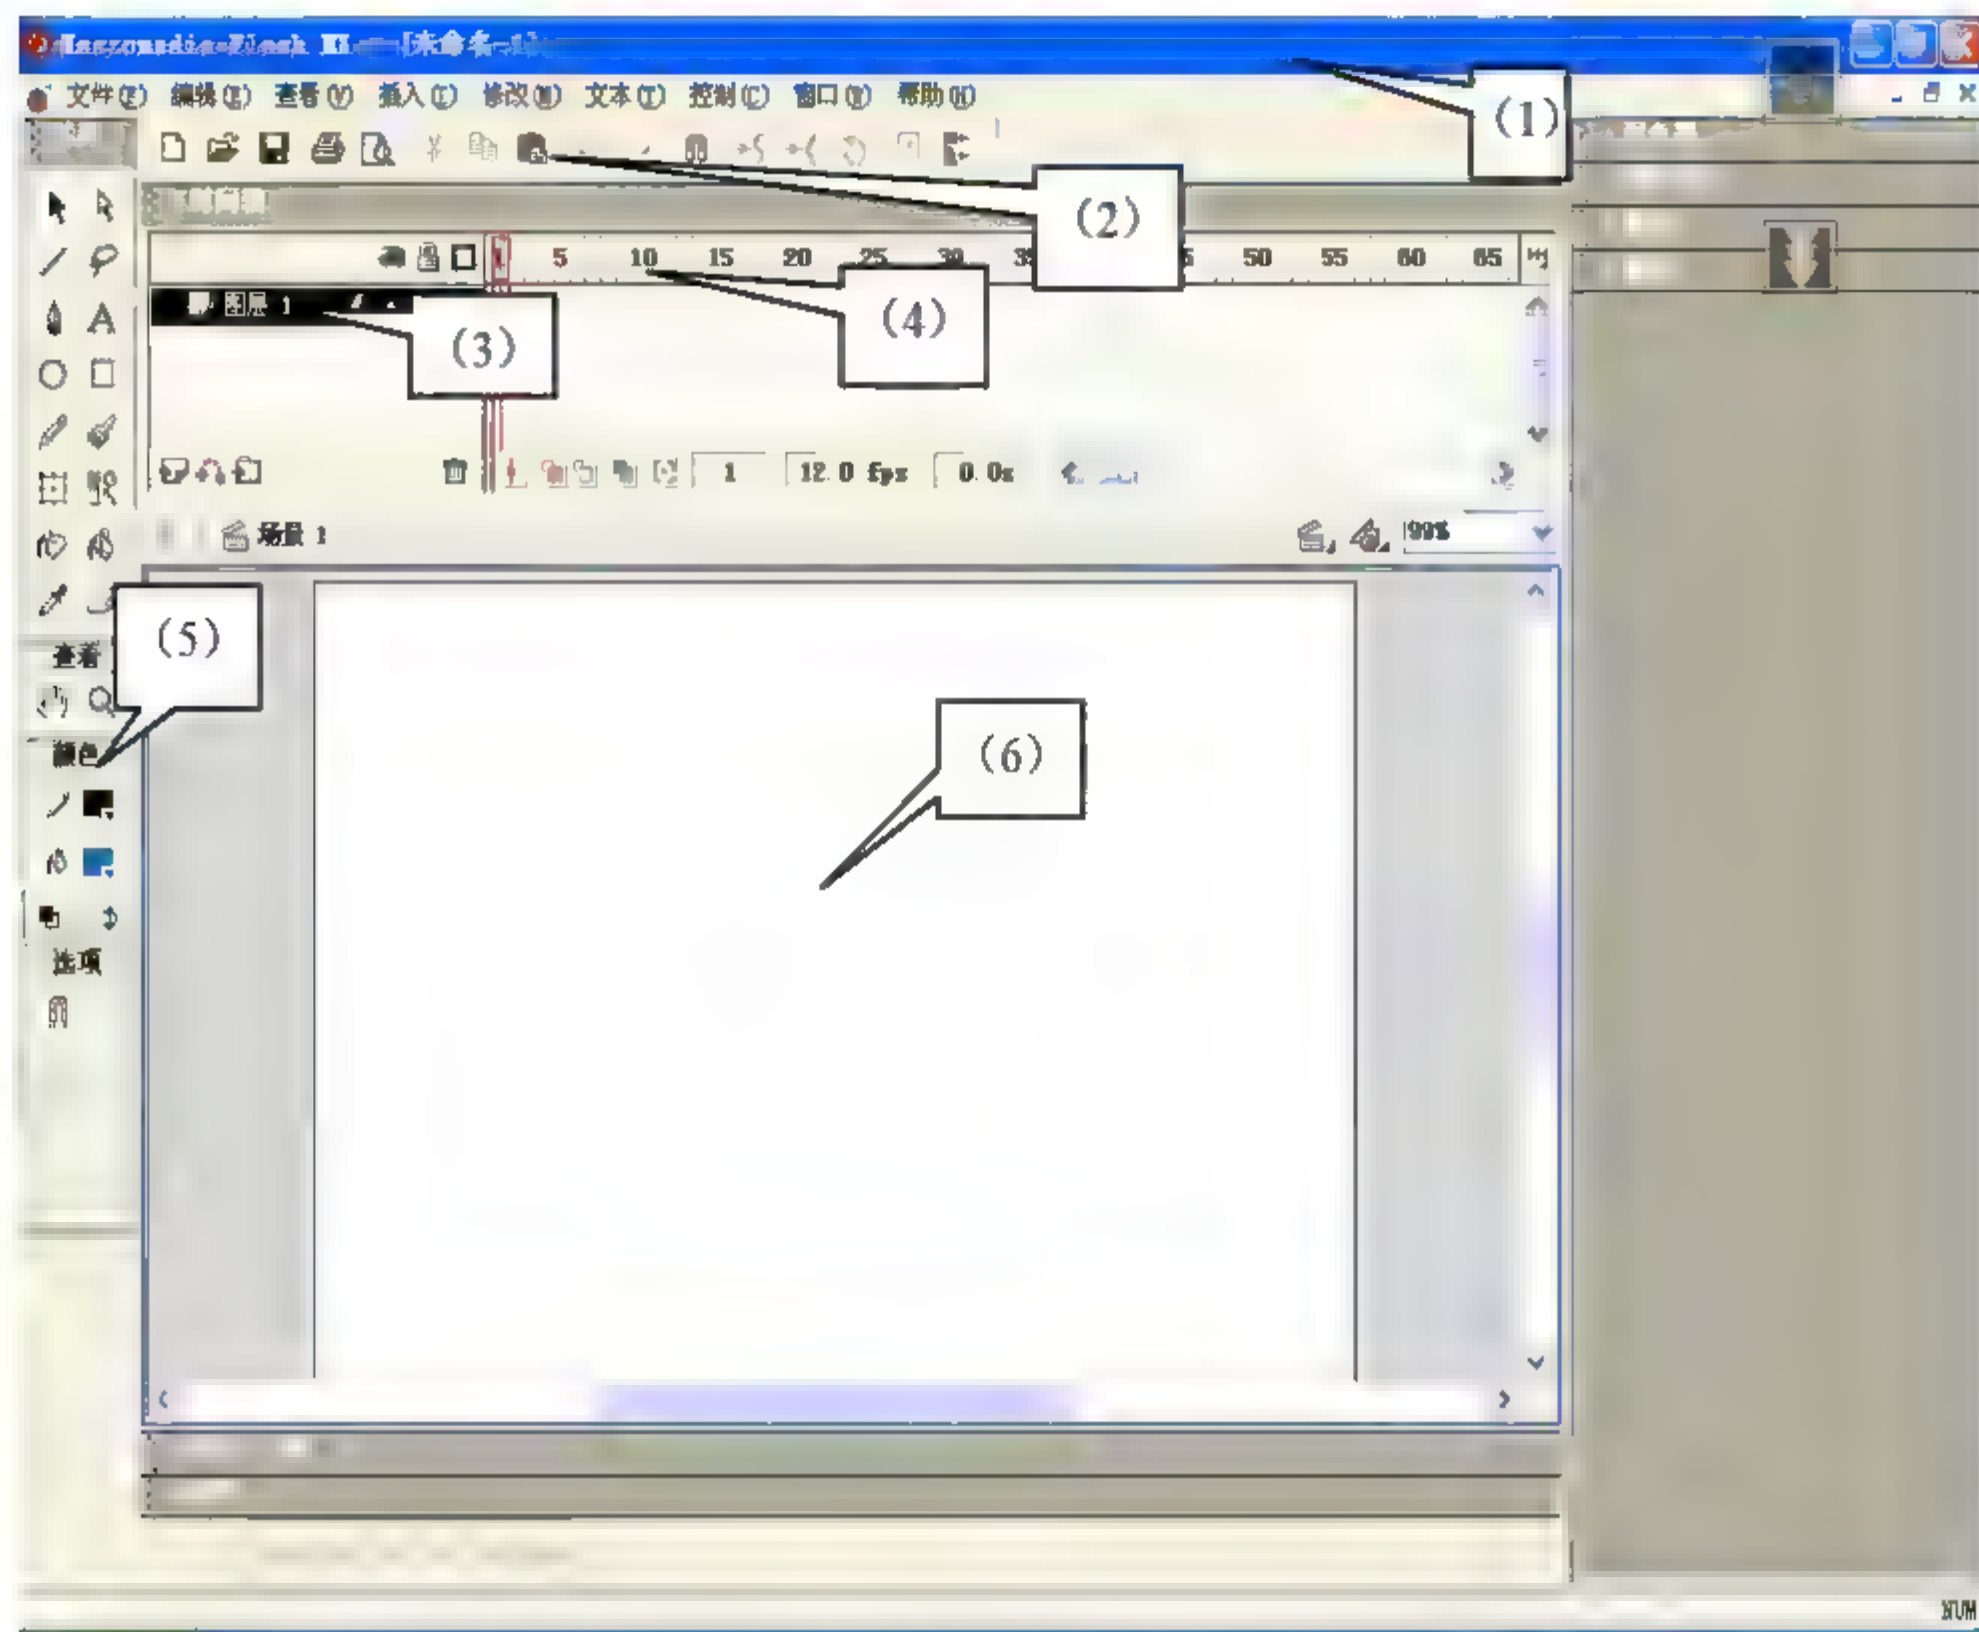 [未命名-1]
文件(F) 编辑(E) 查看(V) 插入(I) 修改(M) 文本(T) 控制(C) 窗口(W) 帮助(H)
(1)
(2)
5 10 15 20 25 30 50 55 60 65
图层 1
(3)
(4)
1 12.0 fps 0.0s
场景 1
99%
(5)
查看
(6)
颜色
选项
NUM